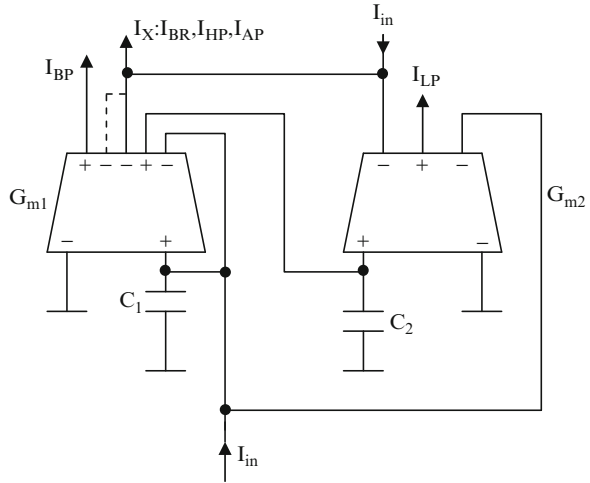 I_X:I_BR,I_HP,I_AP
I_in
I_BP
I_LP
+ − − + −
− + −
G_m1
G_m2
− +
+ −
C_1
C_2
I_in